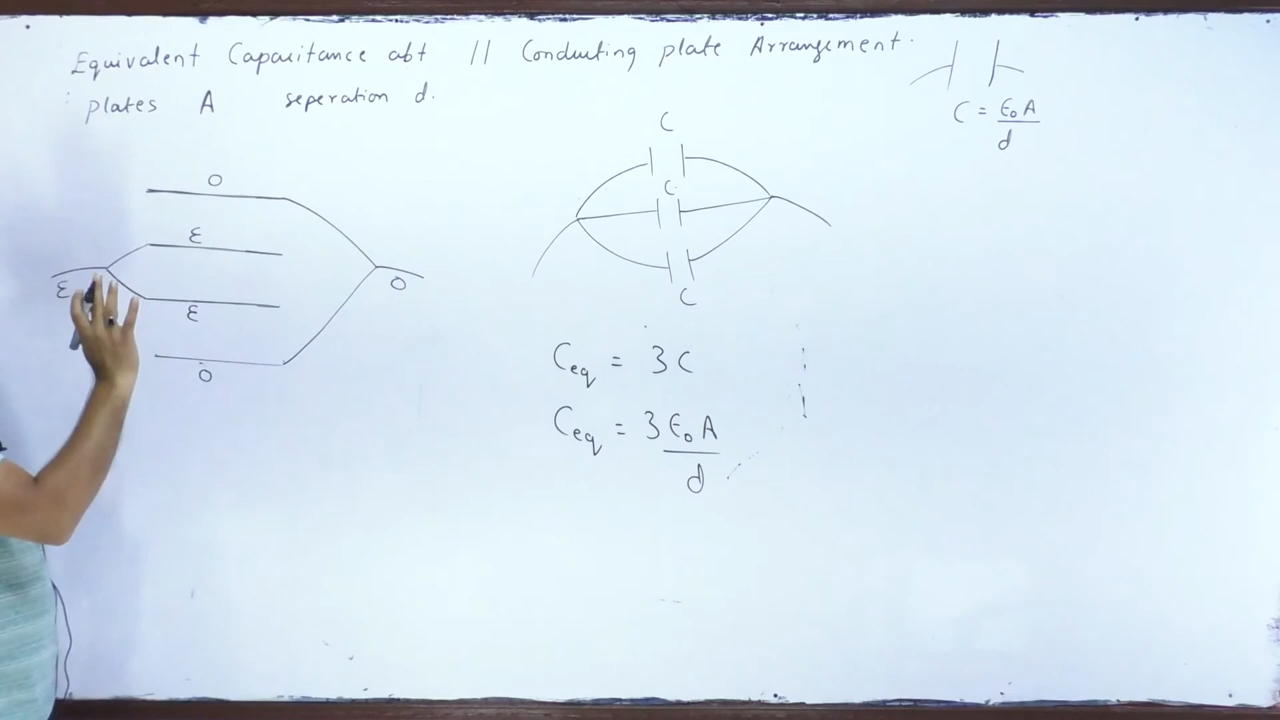 Equivalent Capacitance abt // Conducting plate Arrangement.
plates A seperation d.
C = ε₀A/d
O
ε
ε
ε
O
O
C
C
C
Ceq = 3C
Ceq = 3ε₀A/d